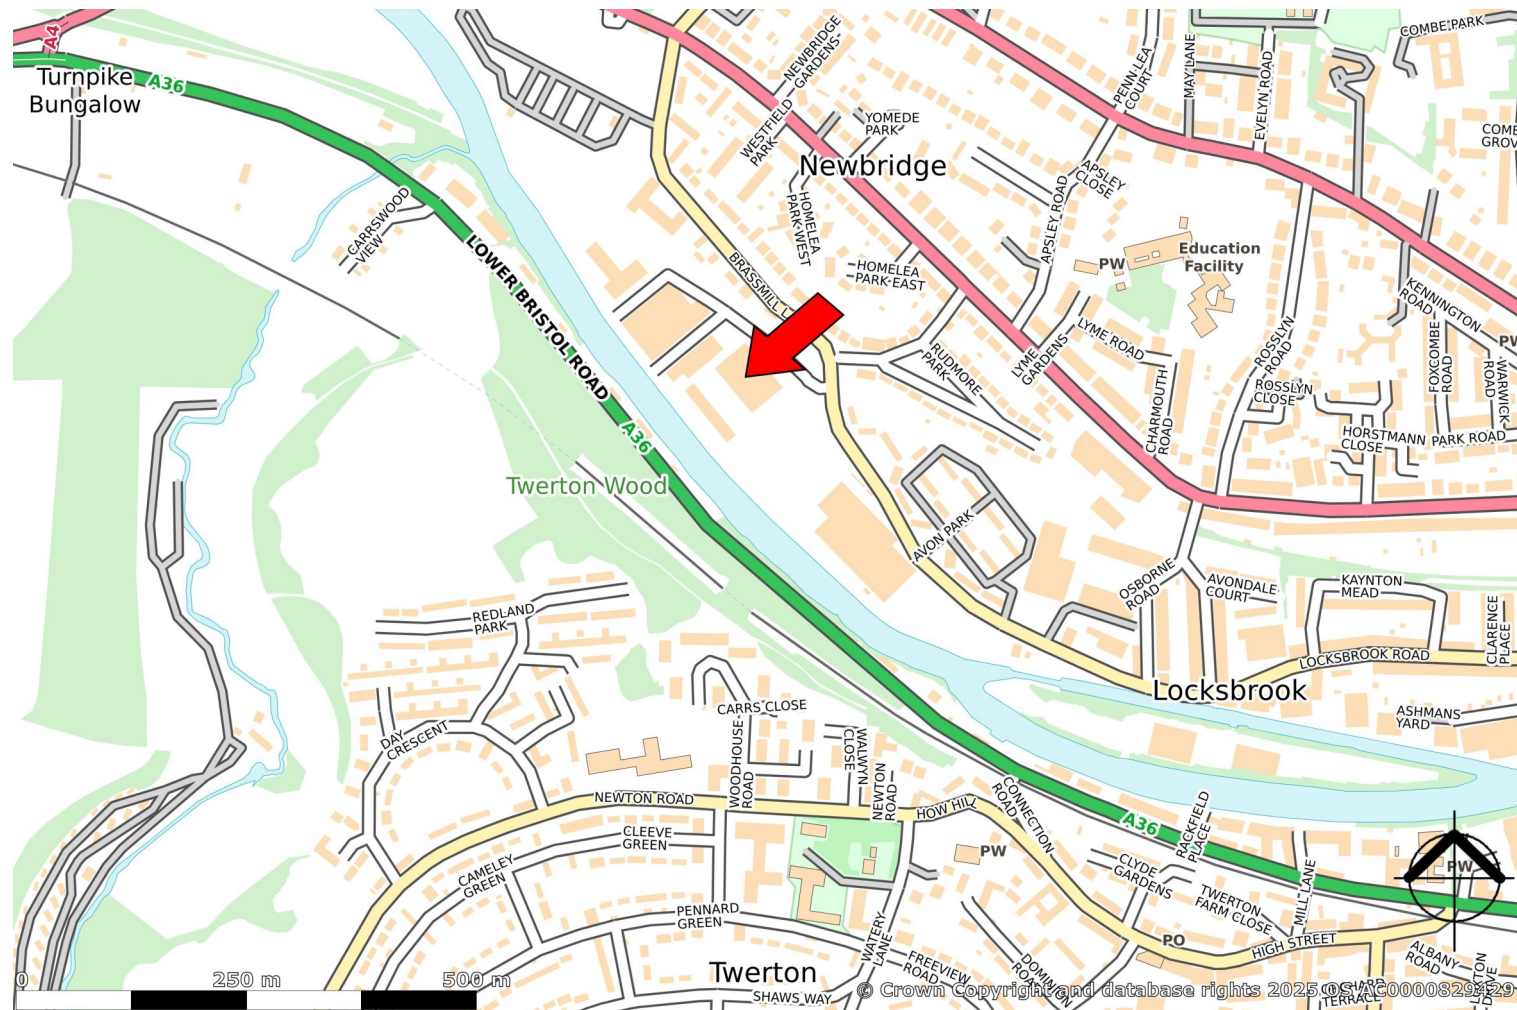 A4
COMBE PARK
Turnpike
Bungalow
A36
NEWBRIDGE
GARDENS
PENN LEA
COURT
MAY LANE
EVELYN ROAD
WESTFIELD
PARK
YOMEDE
PARK
Newbridge
APSLEY
CLOSE
APSLEY ROAD
CARRSWOOD
VIEW
HOMELEA
PARK WEST
HOMELEA
PARK EAST
BRASSMILL L
PW
Education
Facility
LOWER BRISTOL ROAD
KENNINGTON
ROAD
LYME ROAD
LYME
GARDENS
RUDMORE
PARK
ROSSLYN
ROAD
ROSSLYN
CLOSE
FOXCOMBE
ROAD
WARWICK
ROAD
CHARMOUTH
ROAD
HORSTMANN
CLOSE
PARK ROAD
A36
Twerton Wood
AVON PARK
OSBORNE
ROAD
AVONDALE
COURT
KAYNTON
MEAD
CLARENCE
PLACE
REDLAND
PARK
LOCKSBROOK ROAD
Locksbrook
ASHMANS
YARD
CARRS CLOSE
DAY
CRESCENT
WOODHOUSE
ROAD
WALWYN
CLOSE
NEWTON
ROAD
NEWTON ROAD
HOW HILL
CONNECTION
ROAD
A36
RACKFIELD
PLACE
CLEEVE
GREEN
CAMELEY
GREEN
PW
CLYDE
GARDENS
TWERTON
FARM CLOSE
MILL LANE
PW
PENNARD
GREEN
WATERY
LANE
PO
HIGH STREET
ALBANY
ROAD
FREEVIEW
ROAD
DOMINION
ROAD
Twerton
SHAWS WAY
ORCHARD
TERRACE
0 250 m 500 m
© Crown Copyright and database rights 2025. OS AC0000829429